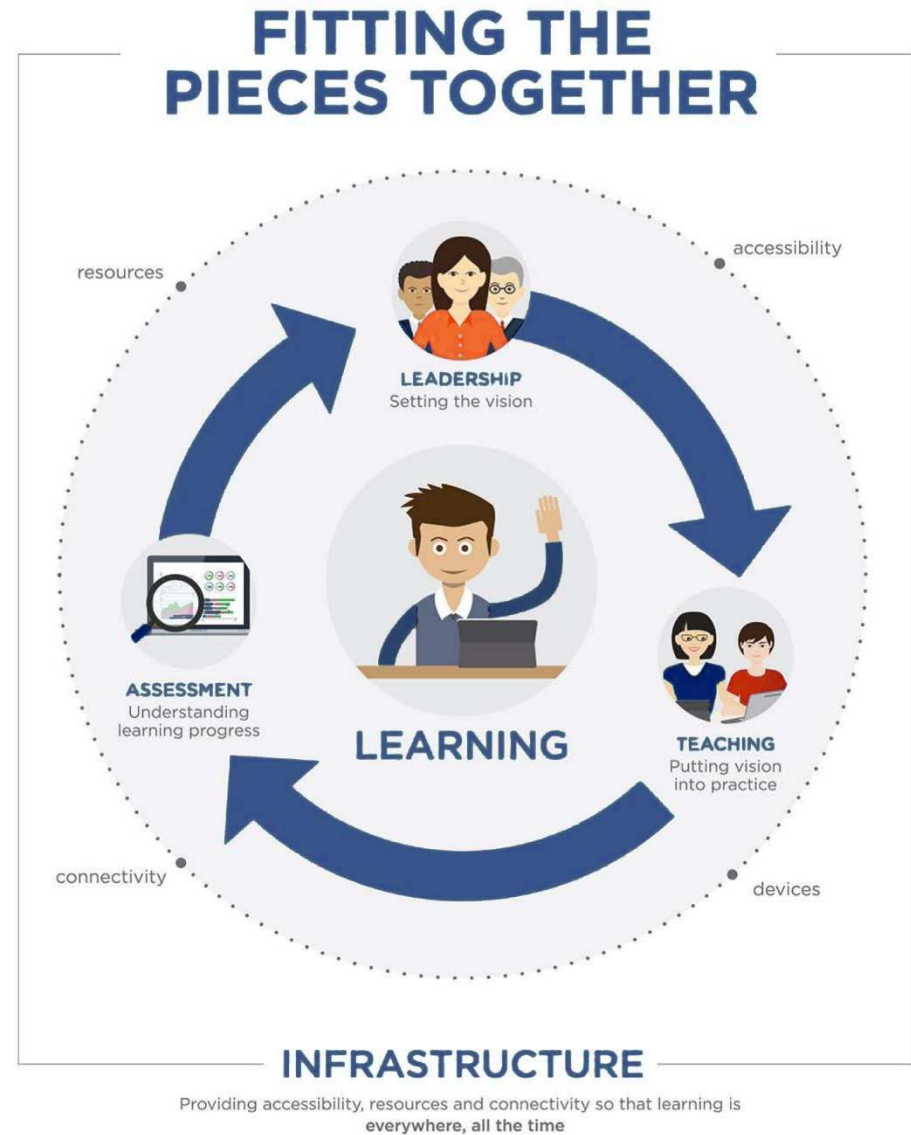 FITTING THE
PIECES TOGETHER
resources
accessibility
LEADERSHIP
Setting the vision
ASSESSMENT
Understanding
learning progress
LEARNING
TEACHING
Putting vision
into practice
connectivity
devices
INFRASTRUCTURE
Providing accessibility, resources and connectivity so that learning is
everywhere, all the time